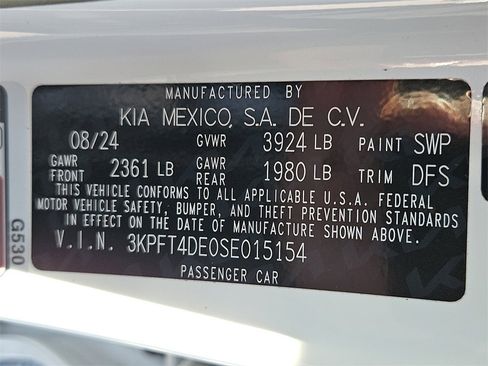 MANUFACTURED BY
KIA MEXICO, S.A. DE C.V.
08/24 GVWR 3924 LB PAINT SWP
GAWR FRONT 2361 LB GAWR REAR 1980 LB TRIM DFS
THIS VEHICLE CONFORMS TO ALL APPLICABLE U.S.A. FEDERAL
MOTOR VEHICLE SAFETY, BUMPER, AND THEFT PREVENTION STANDARDS
IN EFFECT ON THE DATE OF MANUFACTURE SHOWN ABOVE.
V.I.N. 3KPFT4DE0SE015154
PASSENGER CAR
G530